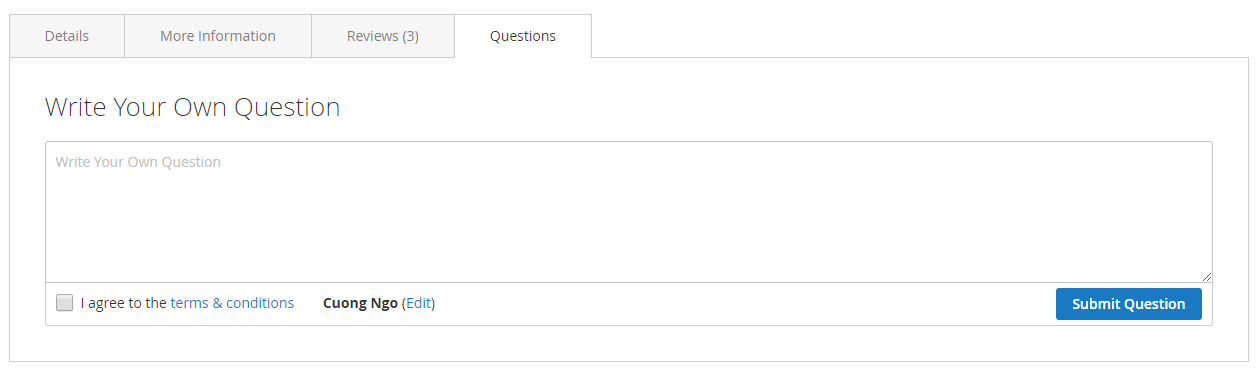 Details More Information Reviews (3) Questions
Write Your Own Question
Write Your Own Question
I agree to the terms & conditions Cuong Ngo (Edit) Submit Question